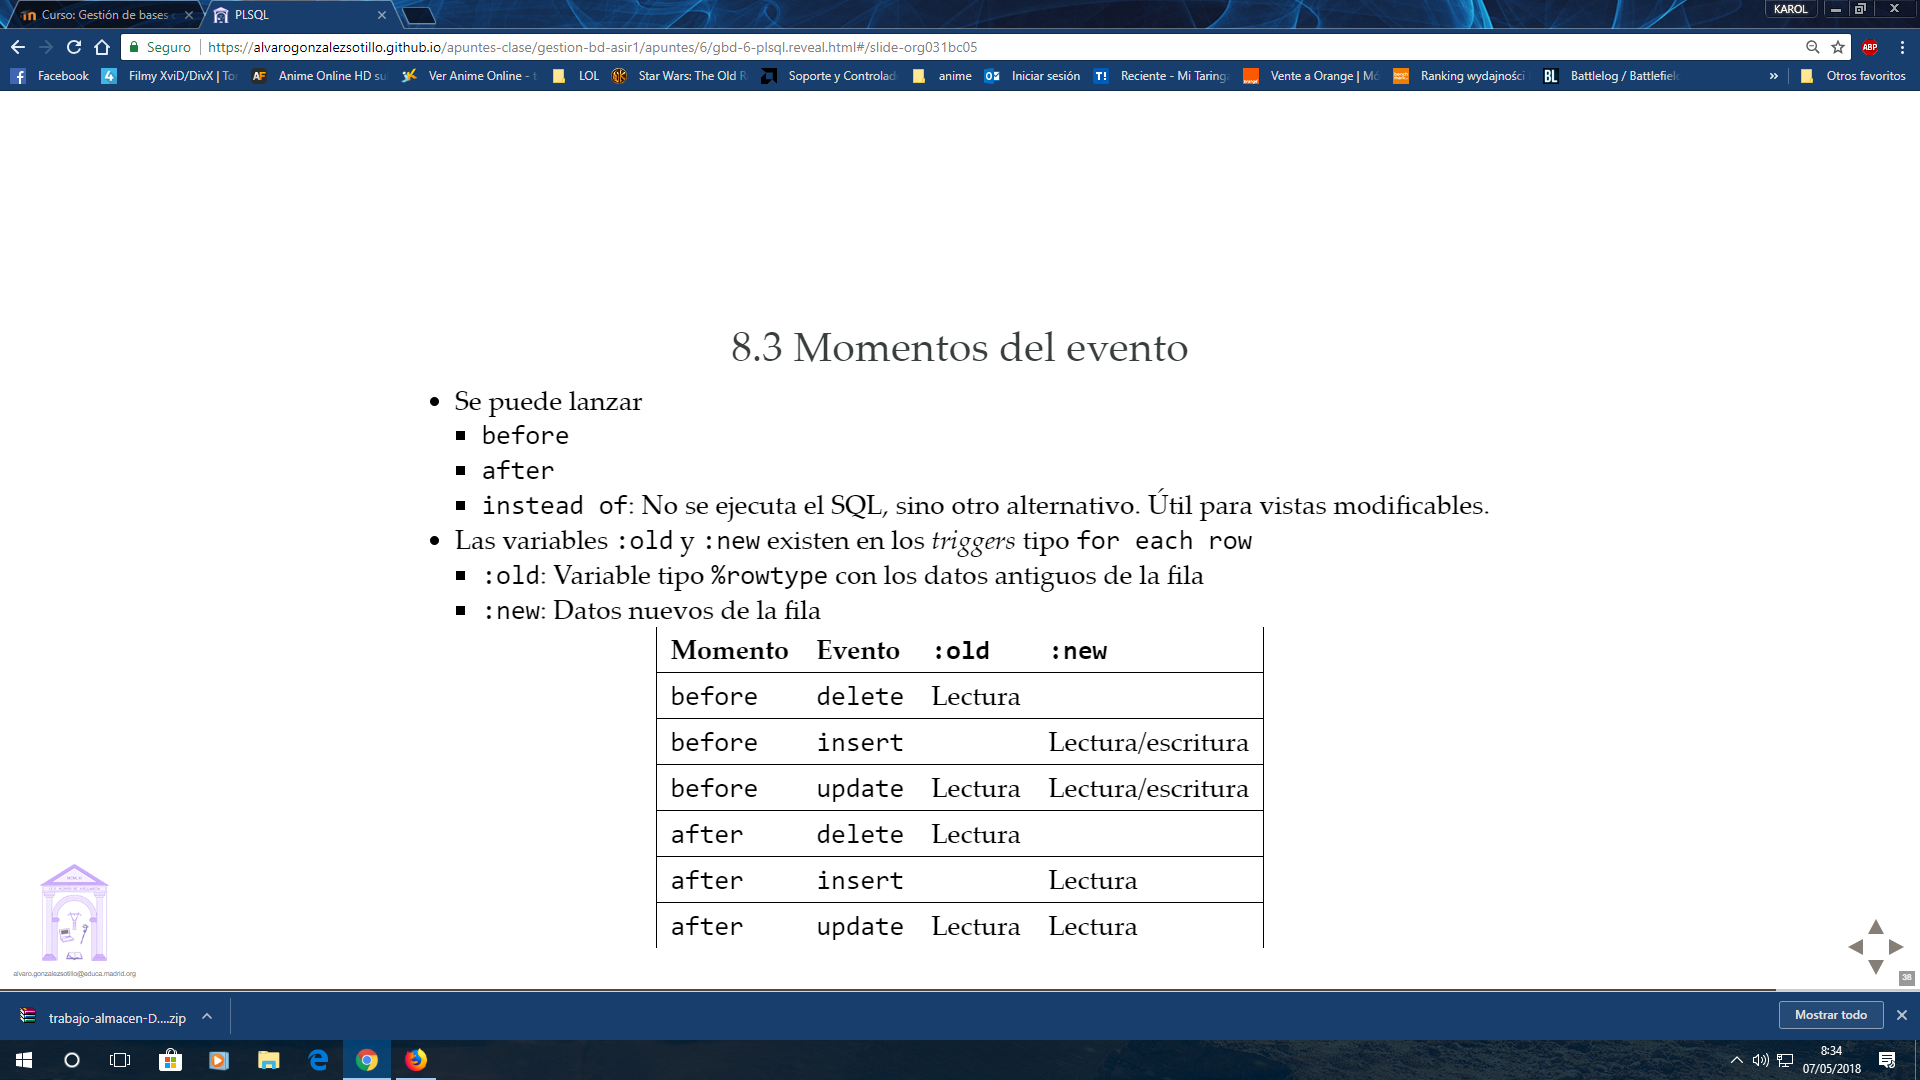 Curso: Gestión de bases
PLSQL
KAROL
Seguro
https://alvarogonzalezsotillo.github.io/apuntes-clase/gestion-bd-asir1/apuntes/6/gbd-6-plsql.reveal.html#/slide-org031bc05
ABP
Facebook
Filmy XviD/DivX | To
Anime Online HD su
Ver Anime Online - t
LOL
Star Wars: The Old R
Soporte y Controlad
anime
Iniciar sesión
Reciente - Mi Taringa
Vente a Orange | Mó
Ranking wydajności
Battlelog / Battlefiel
»
Otros favoritos
8.3 Momentos del evento
• Se puede lanzar
▪ before
▪ after
▪ instead of: No se ejecuta el SQL, sino otro alternativo. Útil para vistas modificables.
• Las variables :old y :new existen en los triggers tipo for each row
▪ :old: Variable tipo %rowtype con los datos antiguos de la fila
▪ :new: Datos nuevos de la fila
Momento Evento :old :new
before delete Lectura
before insert Lectura/escritura
before update Lectura Lectura/escritura
after delete Lectura
after insert Lectura
after update Lectura Lectura
alvaro.gonzalezsotillo@educa.madrid.org
38
trabajo-almacen-D....zip
Mostrar todo
8:34
07/05/2018